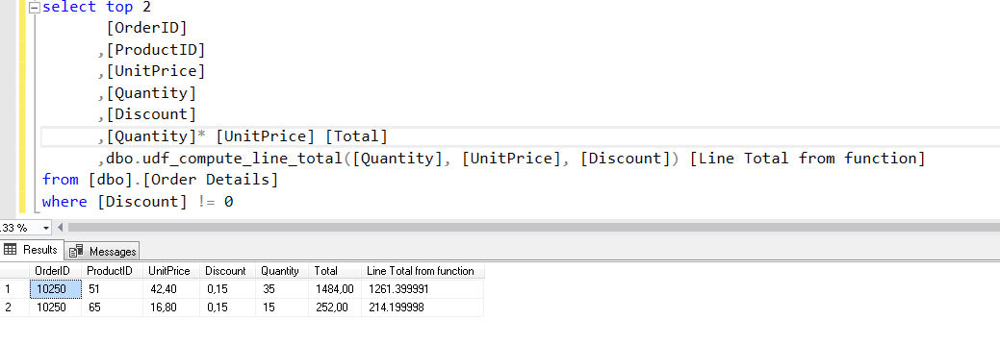 select top 2
[OrderID]
,[ProductID]
,[UnitPrice]
,[Quantity]
,[Discount]
,[Quantity]* [UnitPrice] [Total]
,dbo.udf_compute_line_total([Quantity], [UnitPrice], [Discount]) [Line Total from function]
from [dbo].[Order Details]
where [Discount] != 0
.33 %
Results Messages
OrderID ProductID UnitPrice Discount Quantity Total Line Total from function
1 10250 51 42,40 0,15 35 1484,00 1261.399991
2 10250 65 16,80 0,15 15 252,00 214.199998